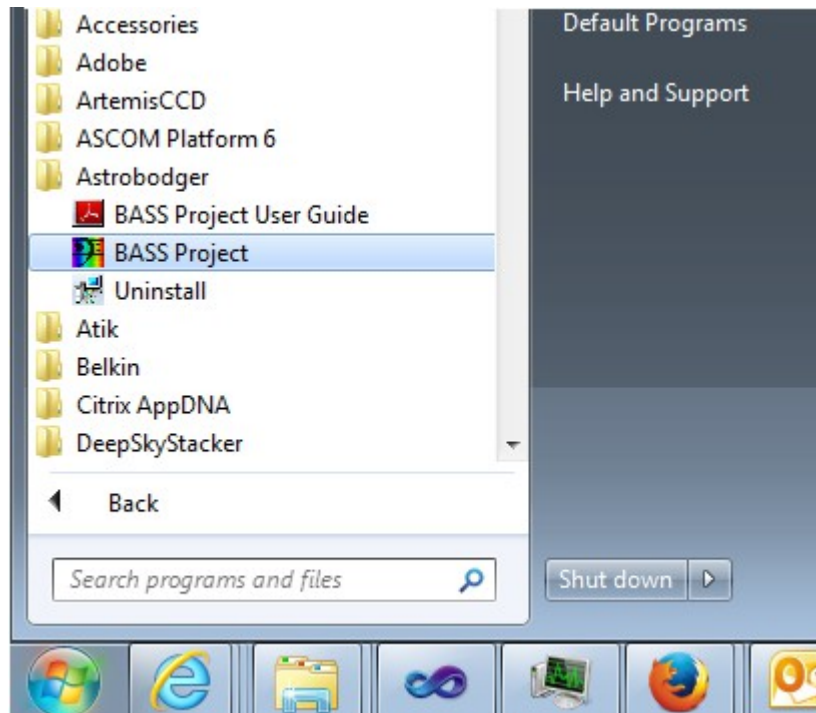 Accessories
Adobe
ArtemisCCD
ASCOM Platform 6
Astrobodger
BASS Project User Guide
BASS Project
Uninstall
Atik
Belkin
Citrix AppDNA
DeepSkyStacker
Back
Search programs and files
Default Programs
Help and Support
Shut down